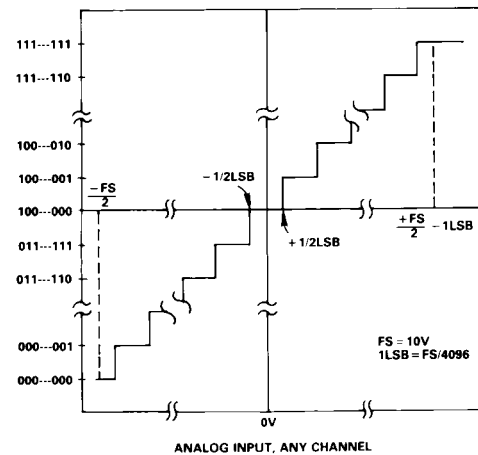 111---111
111---110
100---010
100---001
100---000
011---111
011---110
000---001
000---000
–FS
2
–1/2LSB
+1/2LSB
+FS
2
–1LSB
FS = 10V
1LSB = FS/4096
0V
ANALOG INPUT, ANY CHANNEL